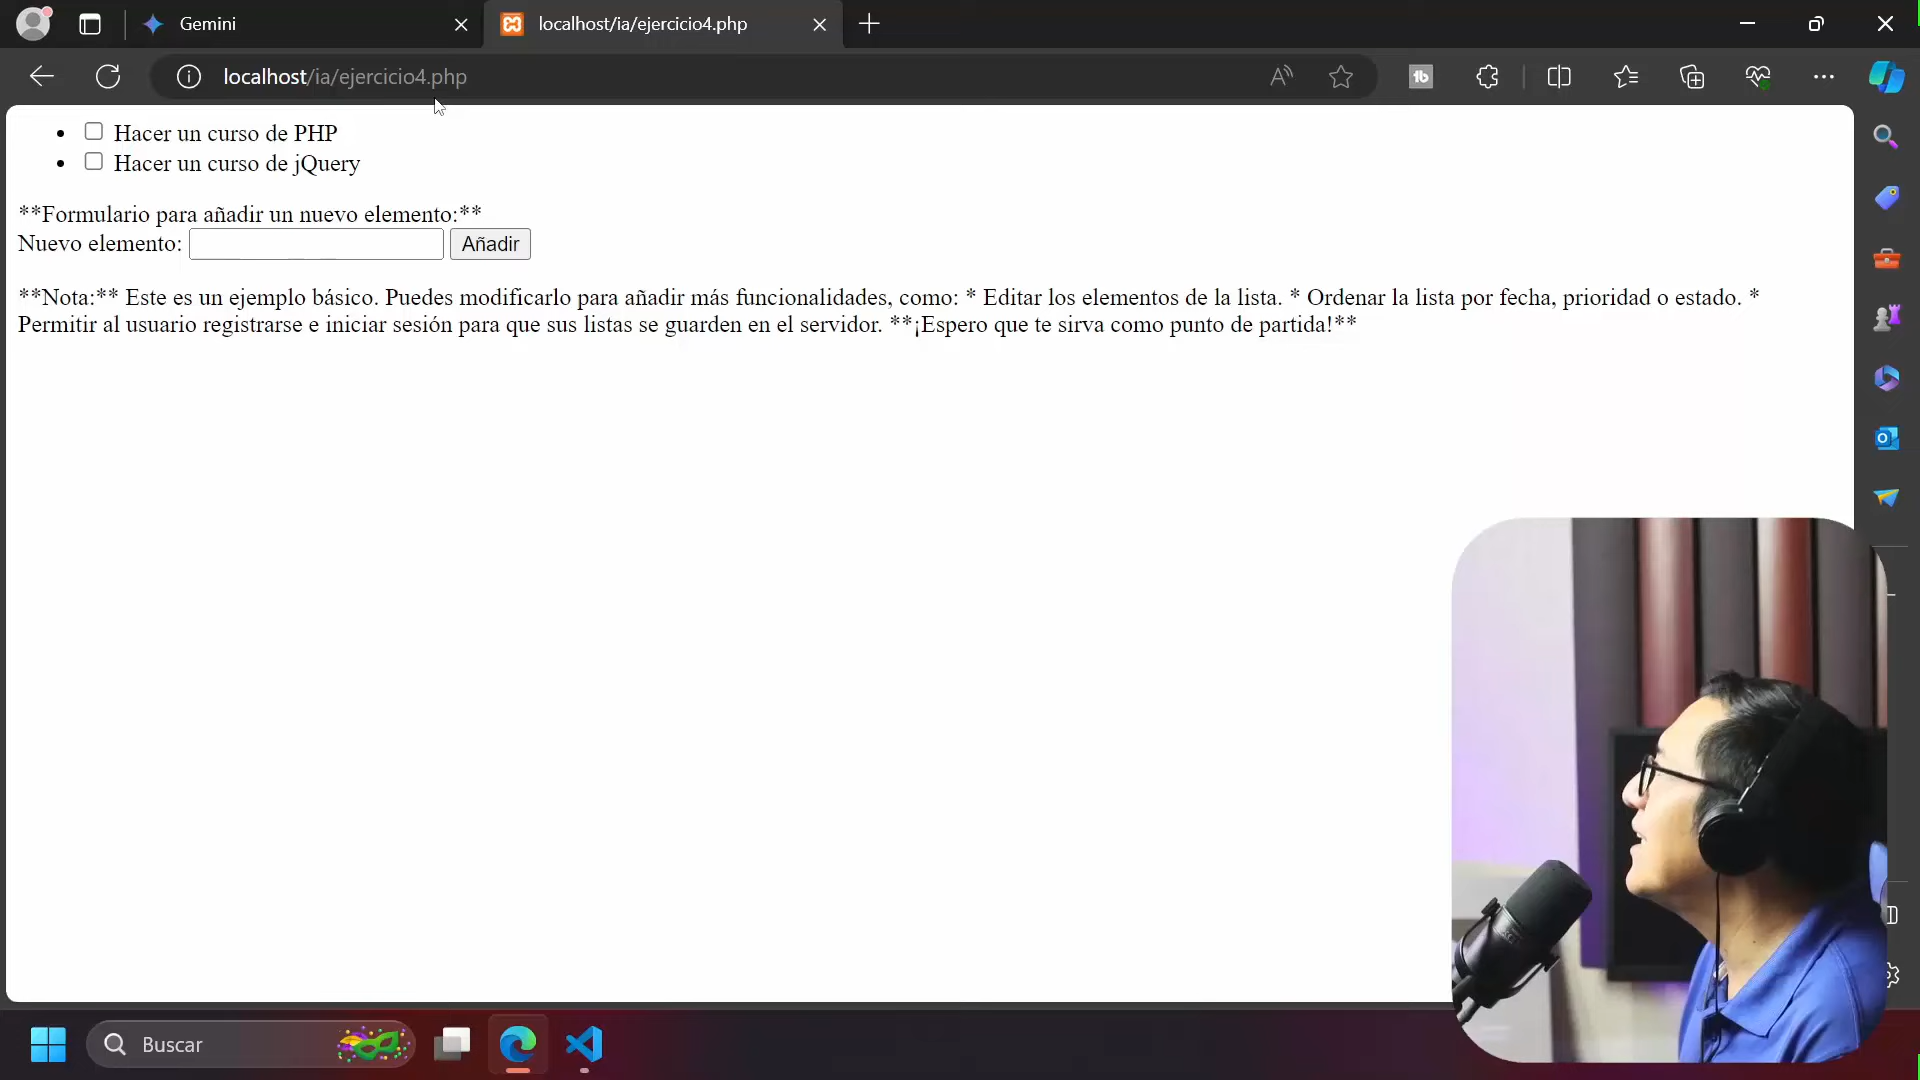 Gemini
localhost/ia/ejercicio4.php
localhost/ia/ejercicio4.php
Hacer un curso de PHP
Hacer un curso de jQuery
**Formulario para añadir un nuevo elemento:**
Nuevo elemento: Añadir
**Nota:** Este es un ejemplo básico. Puedes modificarlo para añadir más funcionalidades, como: * Editar los elementos de la lista. * Ordenar la lista por fecha, prioridad o estado. *
Permitir al usuario registrarse e iniciar sesión para que sus listas se guarden en el servidor. **¡Espero que te sirva como punto de partida!**
Buscar